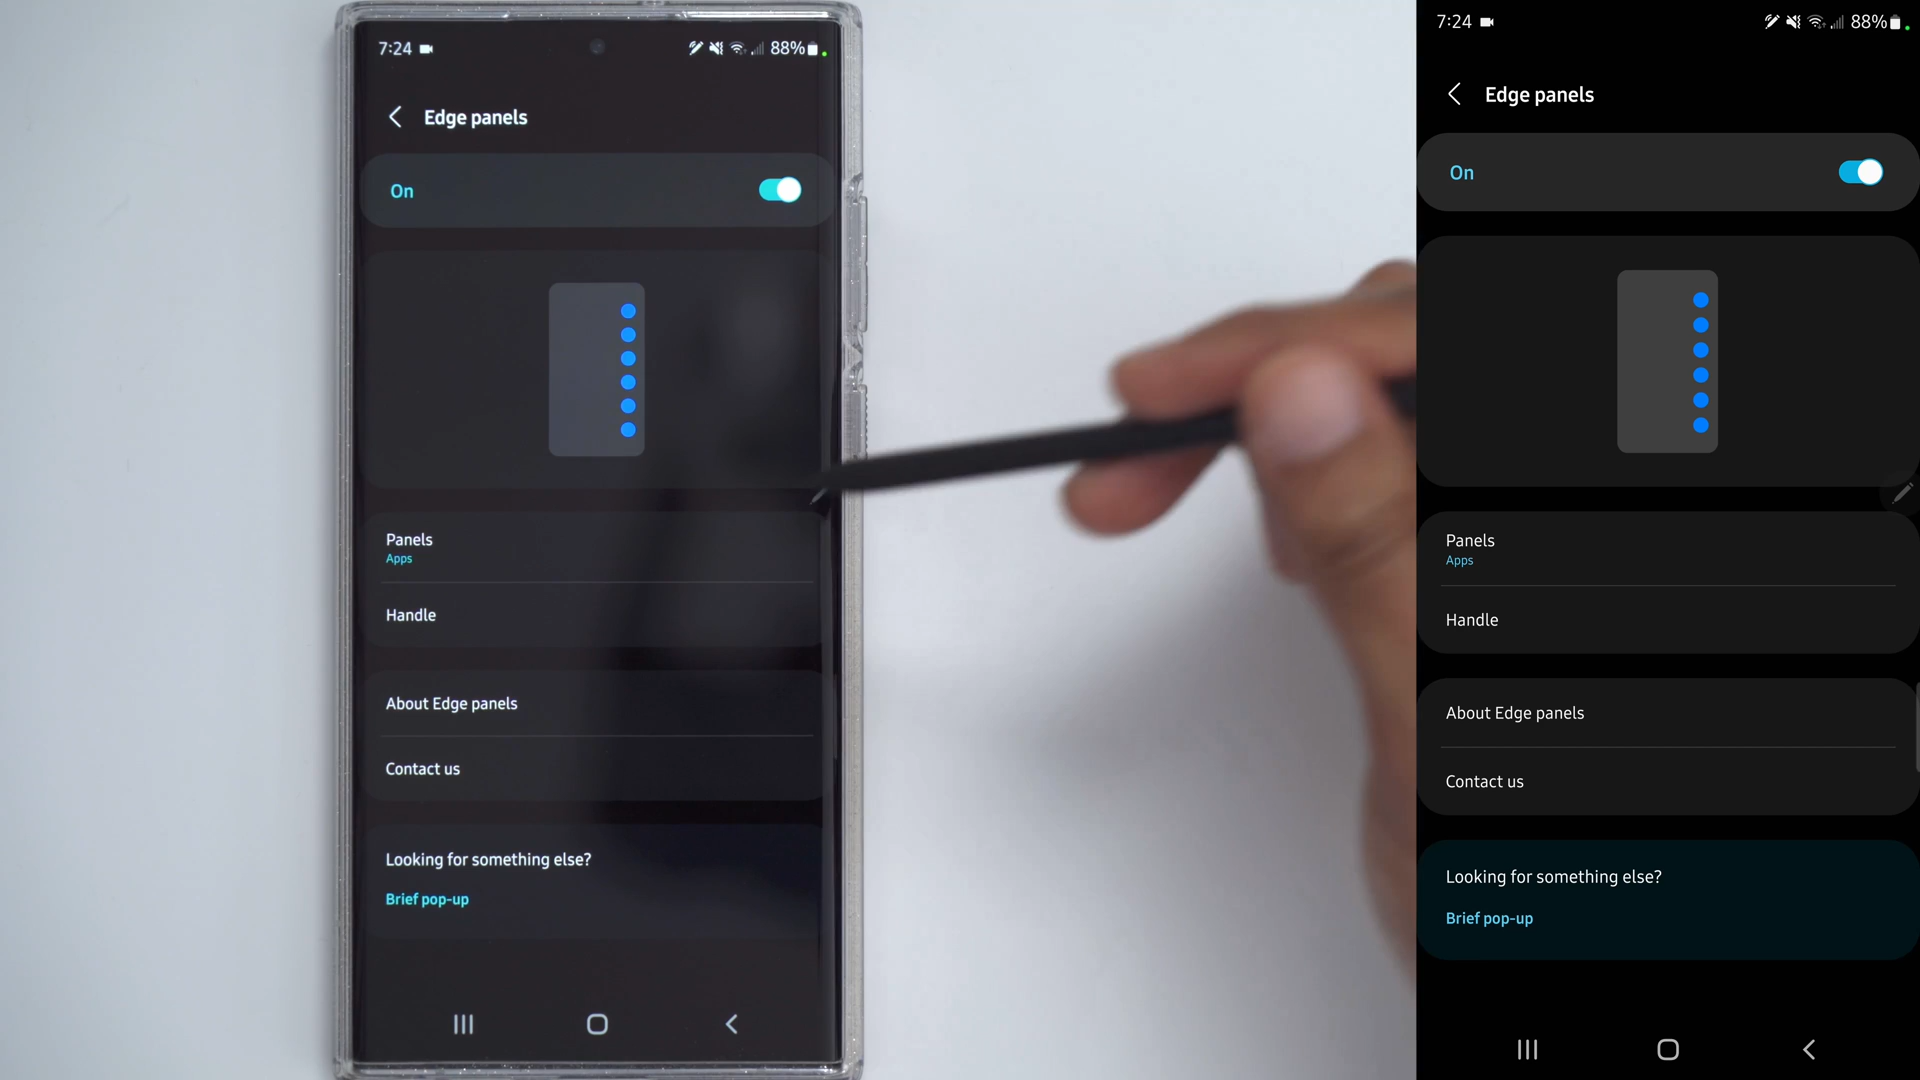 7:24
88%
Edge panels
On
Panels
Apps
Handle
About Edge panels
Contact us
Looking for something else?
Brief pop-up
7:24
88%
Edge panels
On
Panels
Apps
Handle
About Edge panels
Contact us
Looking for something else?
Brief pop-up